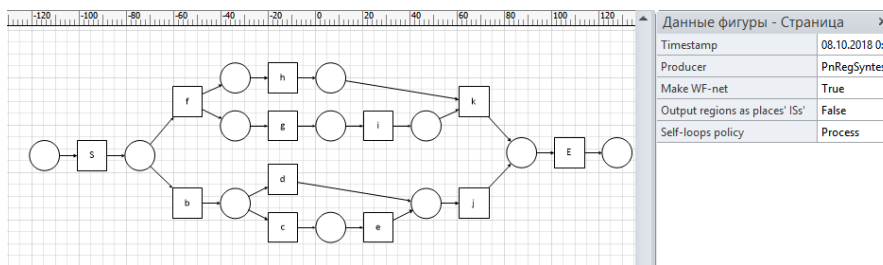 -120 -100 -80 -60 -40 -20 0 20 40 60 80 100 120
h
f
k
g
i
S
E
d
b
j
c
e
Данные фигуры - Страница
Timestamp 08.10.2018
Producer
Make WF-net True
Output regions as places' ISs' False
Self-loops policy Process